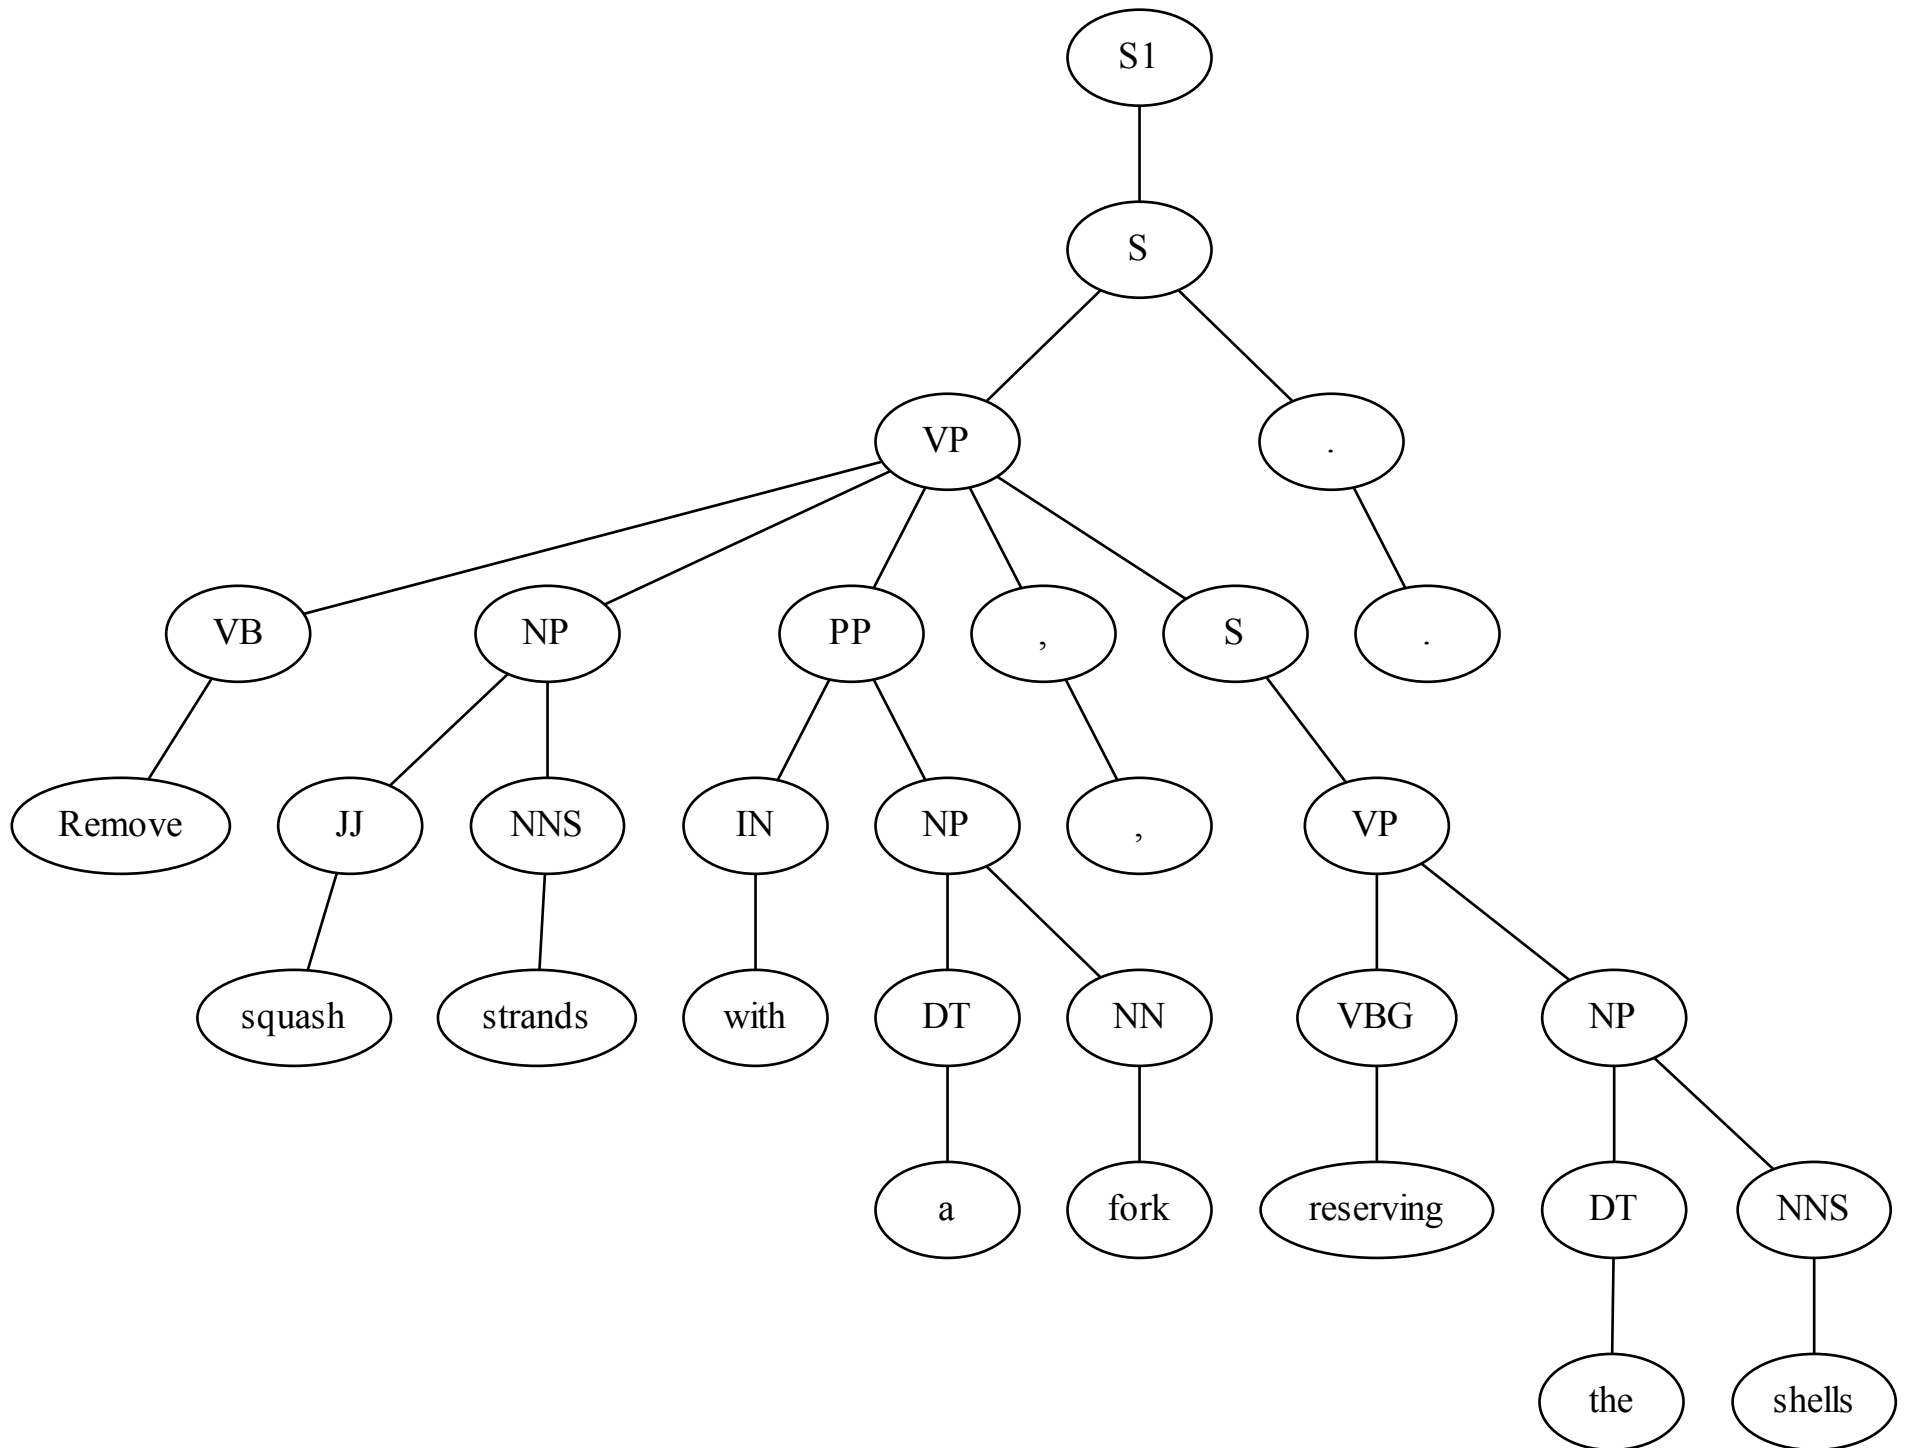 S1
S
VP .
VB NP PP , S .
Remove JJ NNS IN NP , VP
squash strands with DT NN VBG NP
a fork reserving DT NNS
the shells